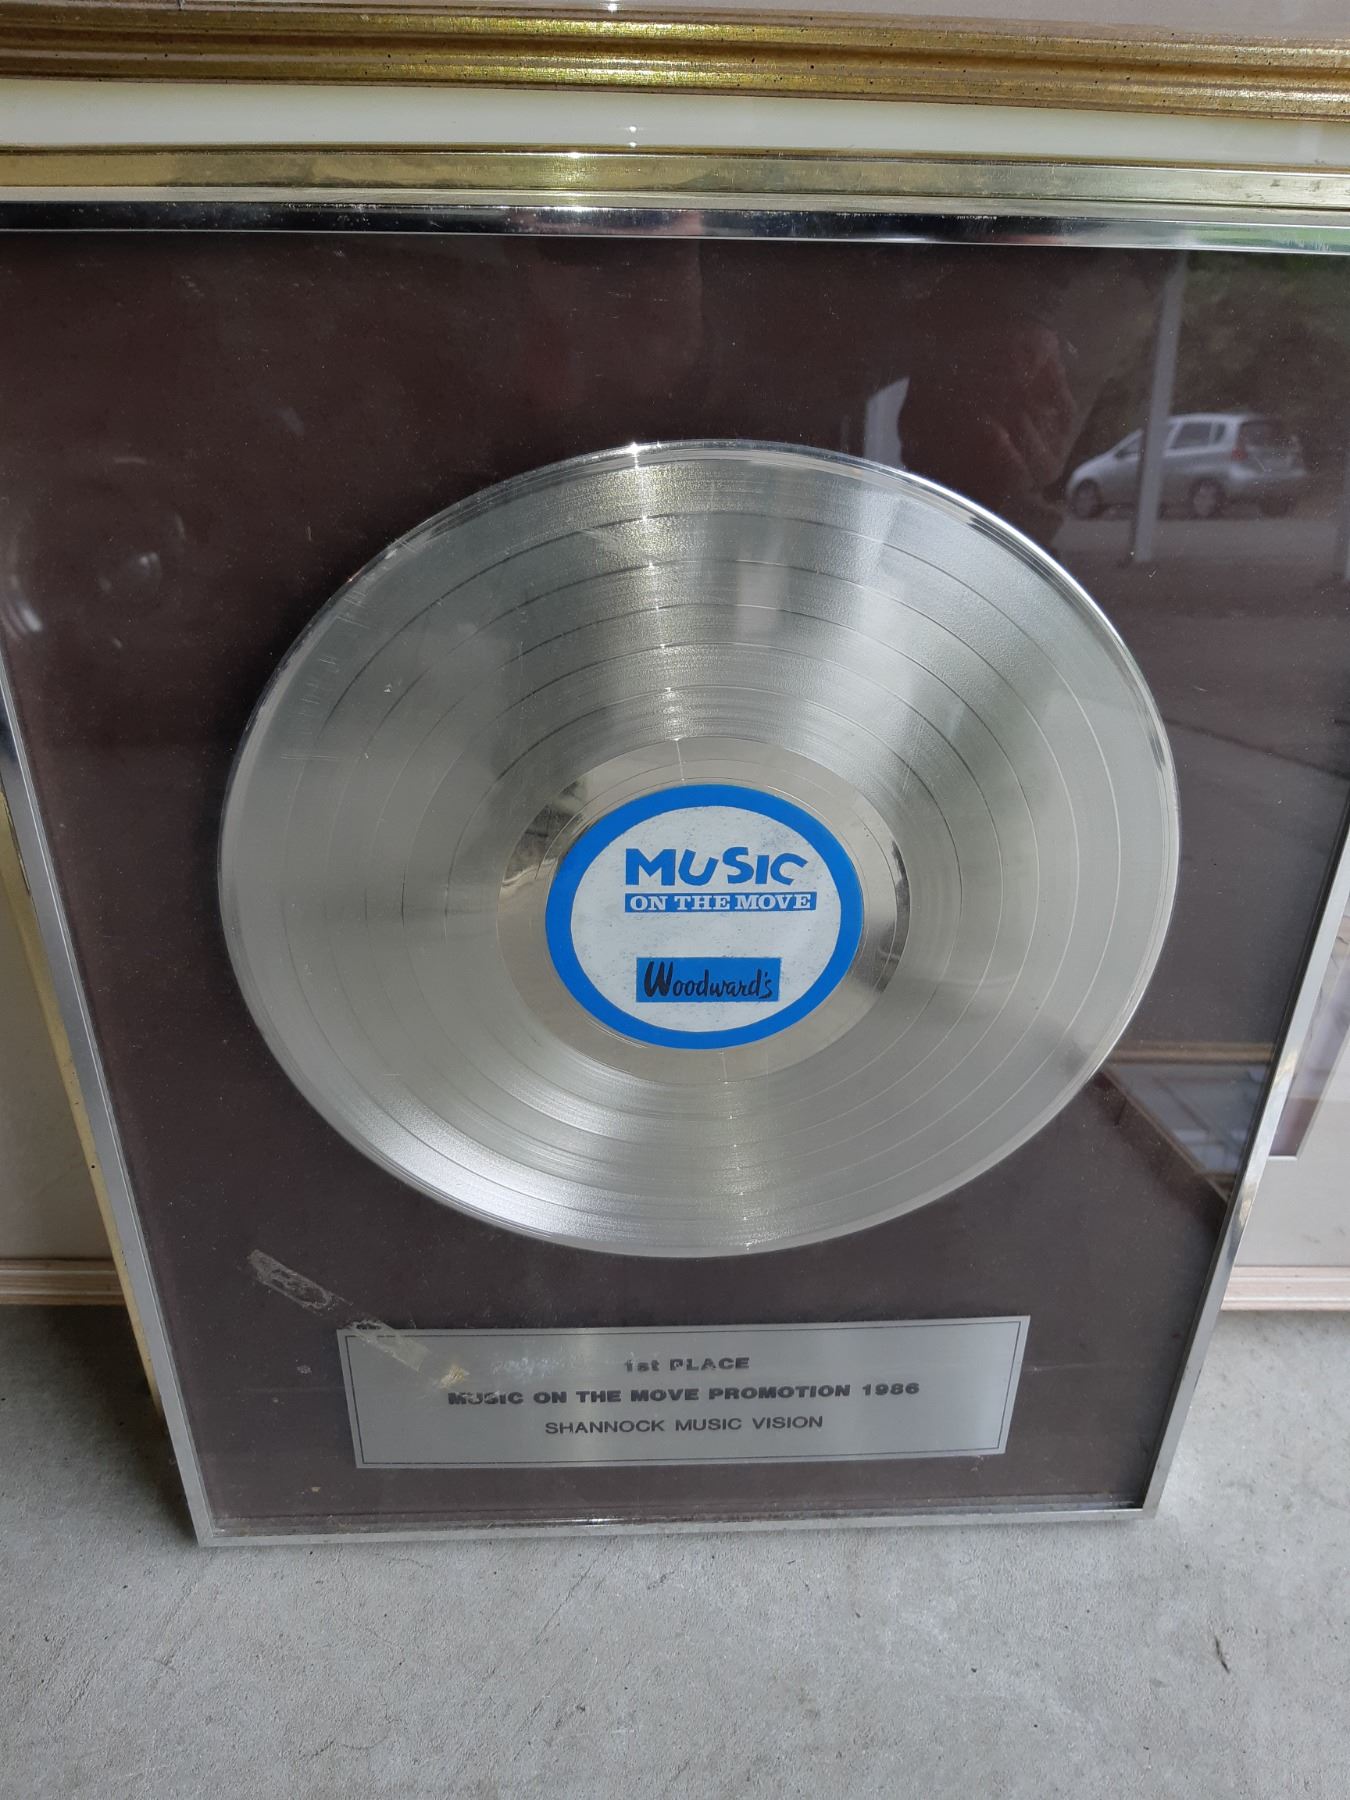 MUSIC
ON THE MOVE
Woodward's
1st PLACE
MUSIC ON THE MOVE PROMOTION 1986
SHANNOCK MUSIC VISION